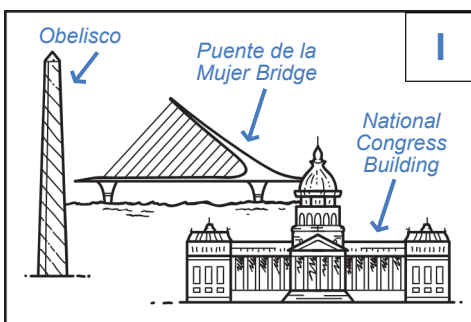 Obelisco
Puente de la
Mujer Bridge
I
National
Congress
Building